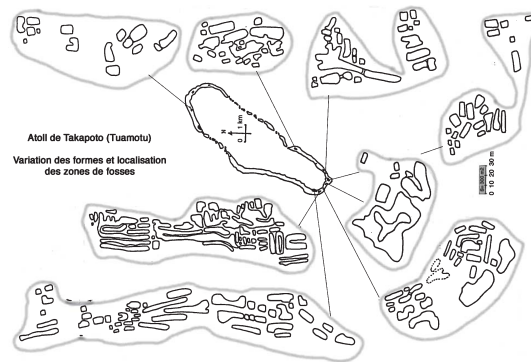 Atoll de Takapoto (Tuamotu)
Variation des formes et localisation
des zones de fosses
N
0 1 km
0 10 20 30 m